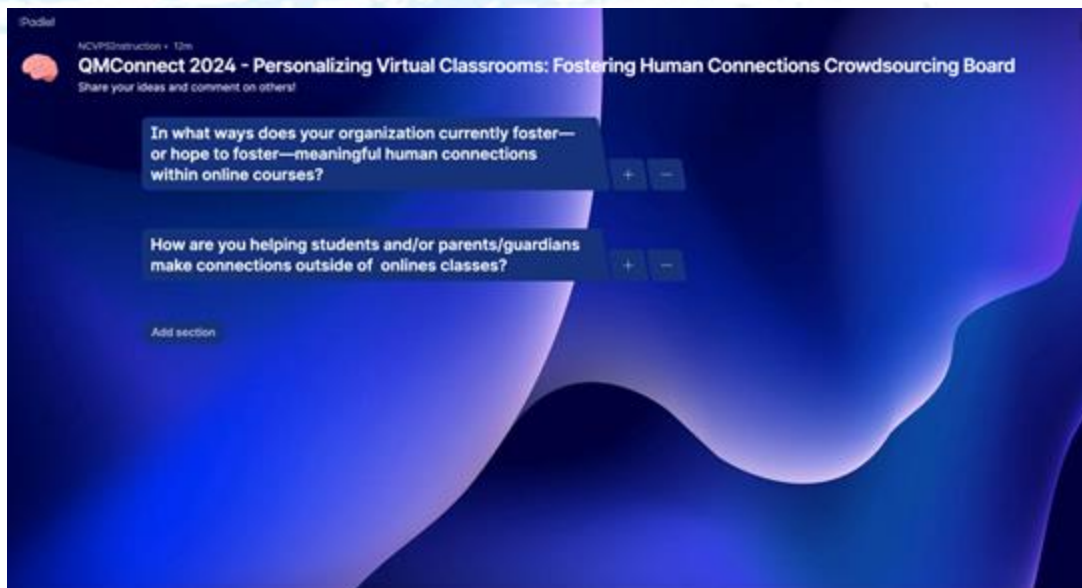 :Padlet
NCVPSInstruction • 12m
QMConnect 2024 - Personalizing Virtual Classrooms: Fostering Human Connections Crowdsourcing Board
Share your ideas and comment on others!
In what ways does your organization currently foster—
or hope to foster—meaningful human connections
within online courses?
How are you helping students and/or parents/guardians
make connections outside of onlines classes?
Add section